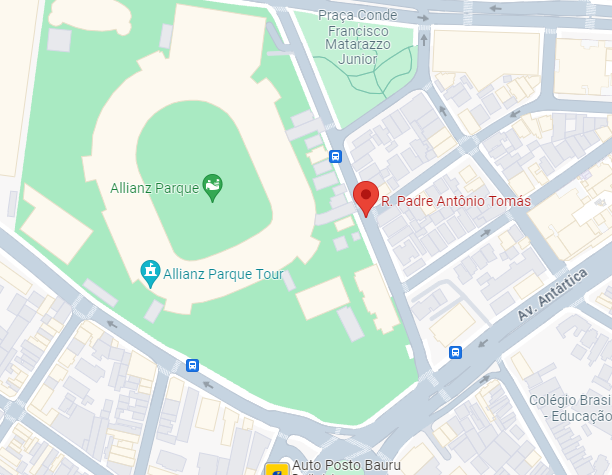 Praça Conde
Francisco
Matarazzo
Junior
Allianz Parque
R. Padre Antônio Tomás
Allianz Parque Tour
Av. Antártica
Colégio Brasi
- Educação
Auto Posto Bauru